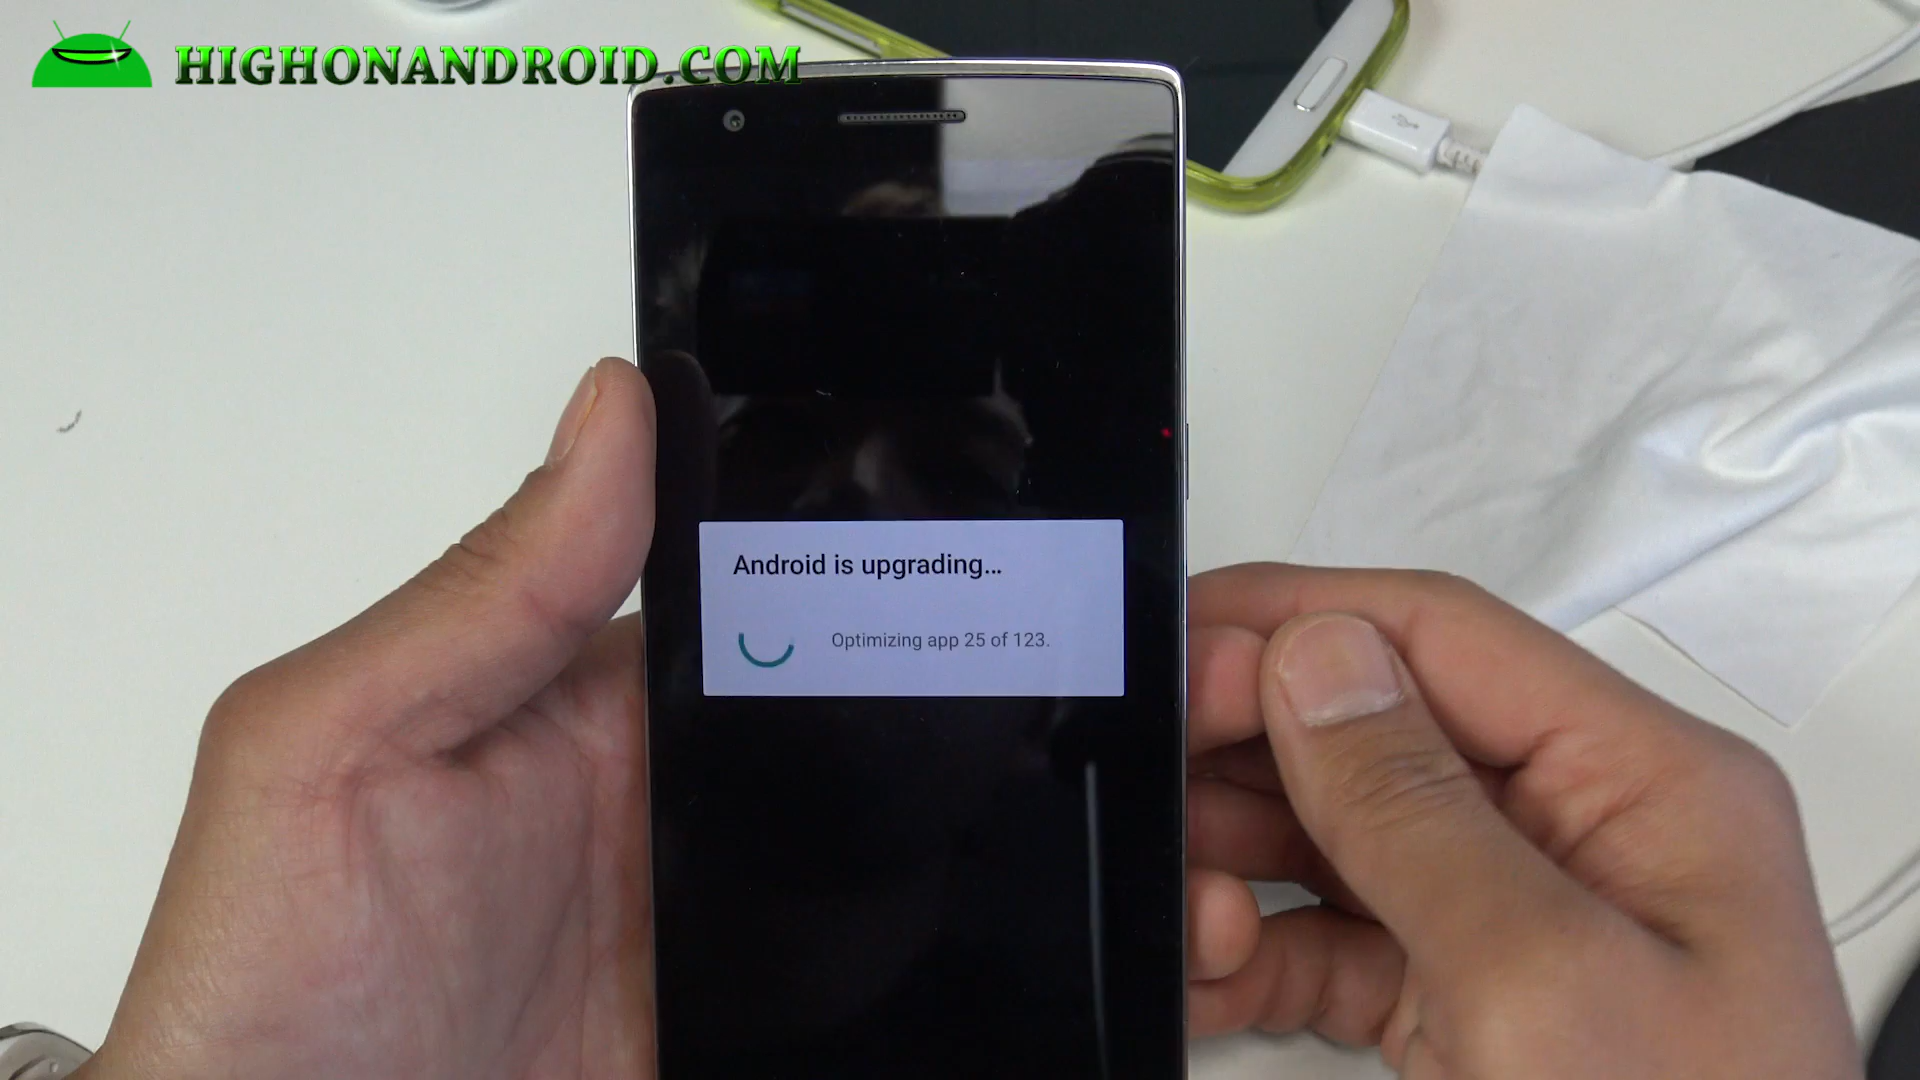 HIGHONANDROID.COM
Android is upgrading...
Optimizing app 25 of 123.